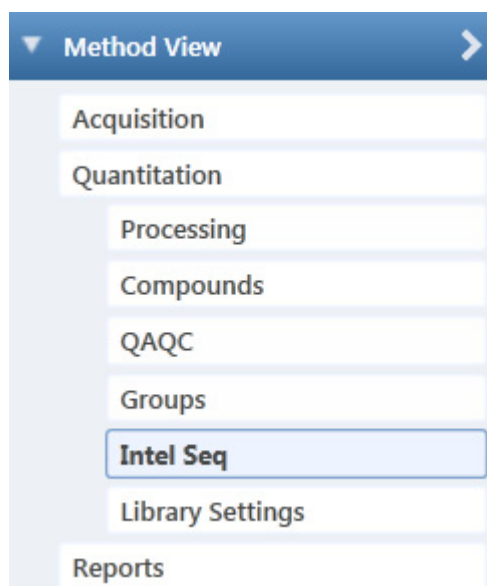 Method View
Acquisition
Quantitation
Processing
Compounds
QAQC
Groups
Intel Seq
Library Settings
Reports